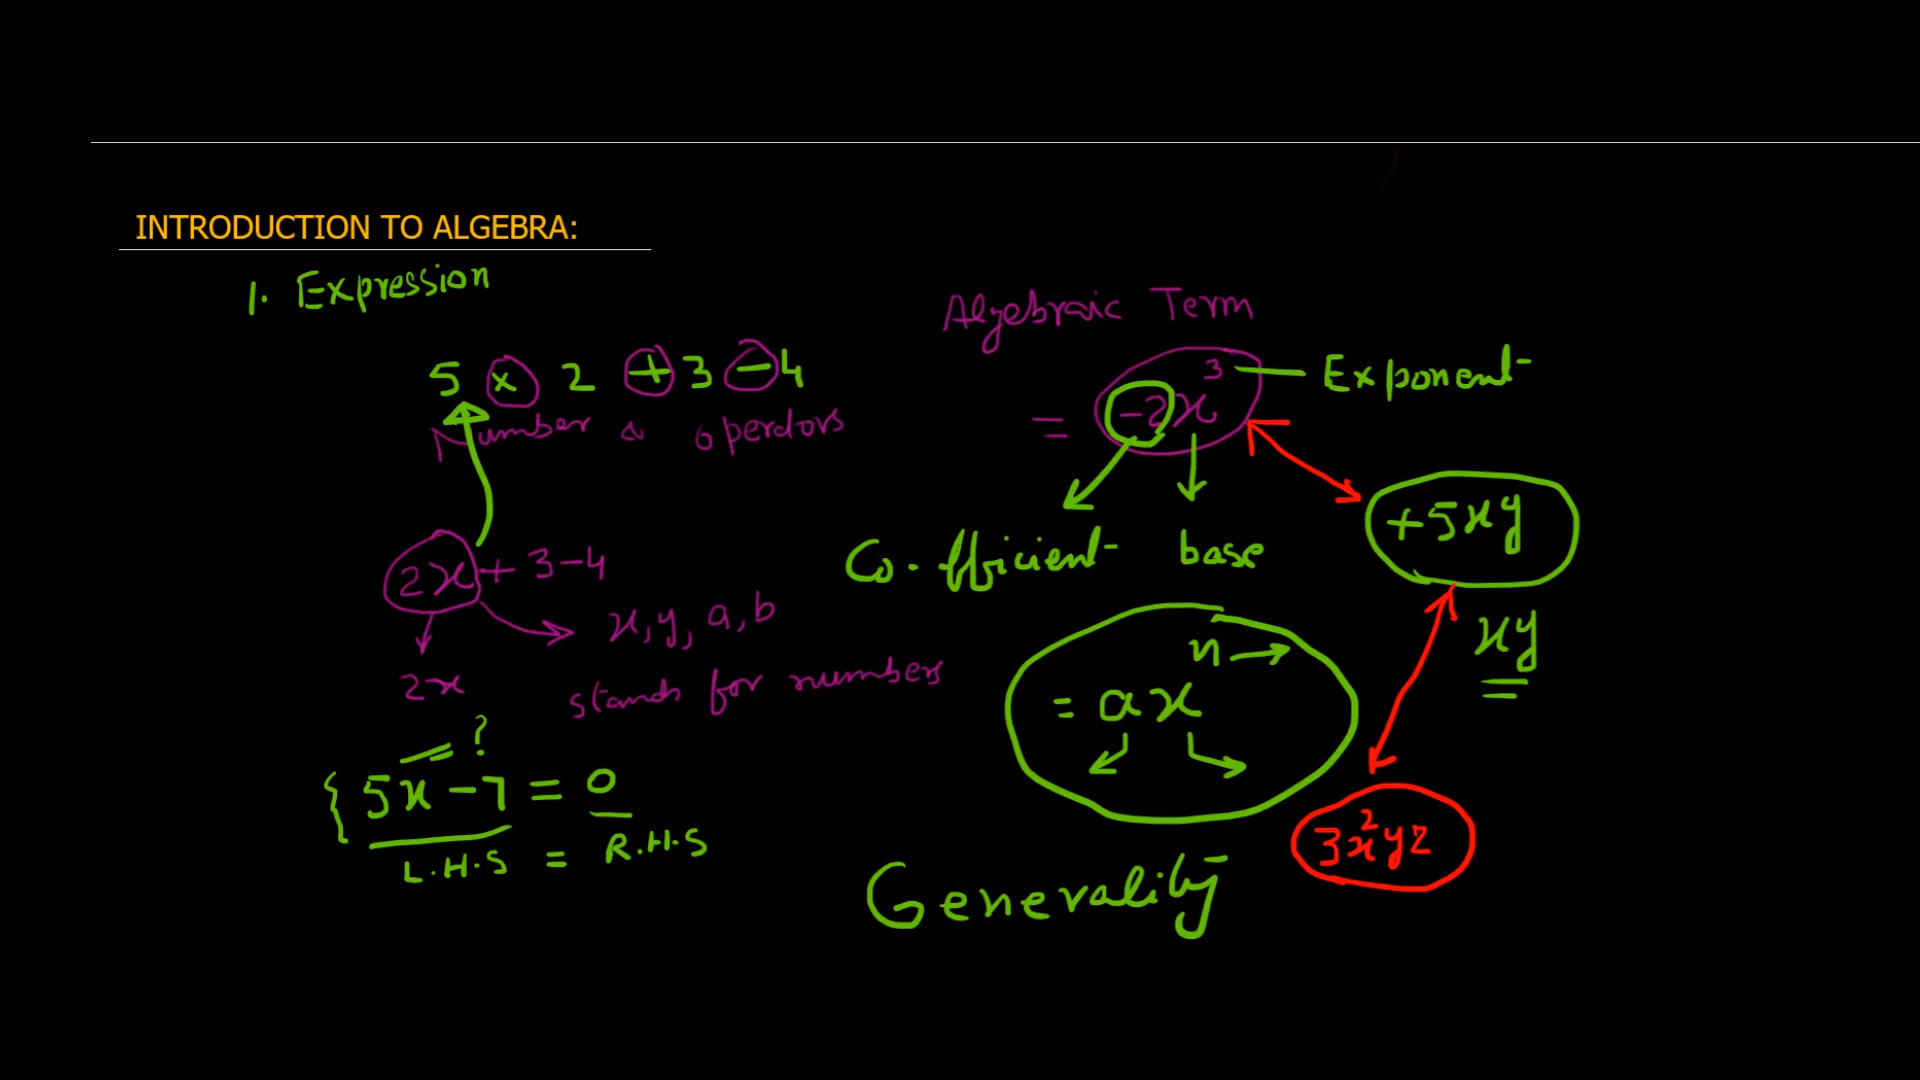 INTRODUCTION TO ALGEBRA:
1. Expression
5 × 2 + 3 - 4
Number & operators
2x + 3 - 4
x, y, a, b
2x
stands for numbers
?
{ 5x - 7 = 0
L.H.S = R.H.S
Algebraic Term
= -2x³
Exponent
Co-efficient
base
+5xy
xy
= axⁿ
3x²yz
Generality